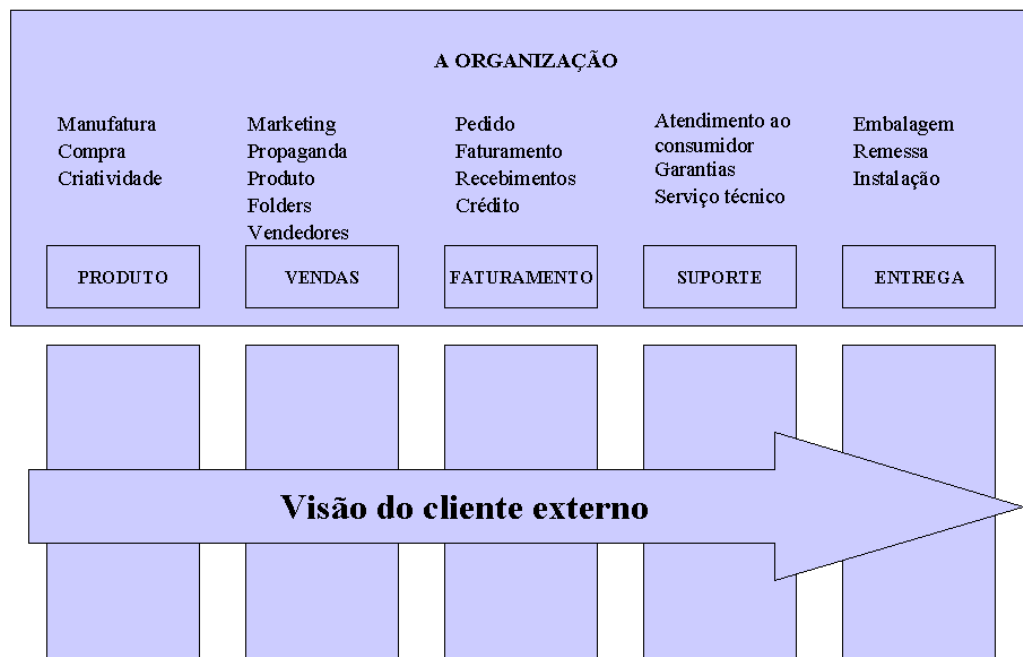 A ORGANIZAÇÃO
Manufatura
Compra
Criatividade
Marketing
Propaganda
Produto
Folders
Vendedores
Pedido
Faturamento
Recebimentos
Crédito
Atendimento ao
consumidor
Garantias
Serviço técnico
Embalagem
Remessa
Instalação
PRODUTO
VENDAS
FATURAMENTO
SUPORTE
ENTREGA
Visão do cliente externo